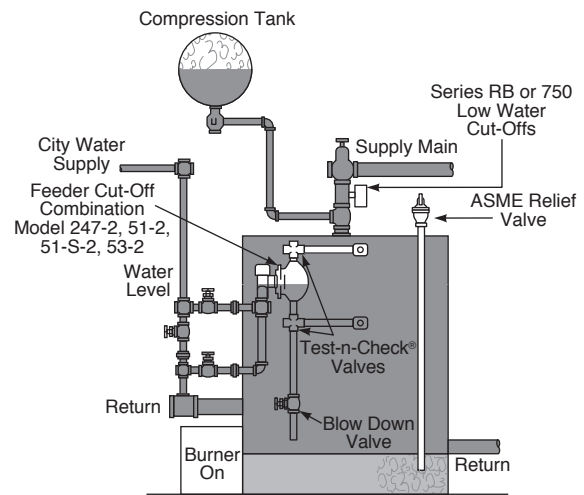 Compression Tank
Series RB or 750
Low Water
Cut-Offs
City Water
Supply
Supply Main
Feeder Cut-Off
Combination
Model 247-2, 51-2,
51-S-2, 53-2
ASME Relief
Valve
Water
Level
Test-n-Check®
Valves
Return
Blow Down
Valve
Burner
On
Return